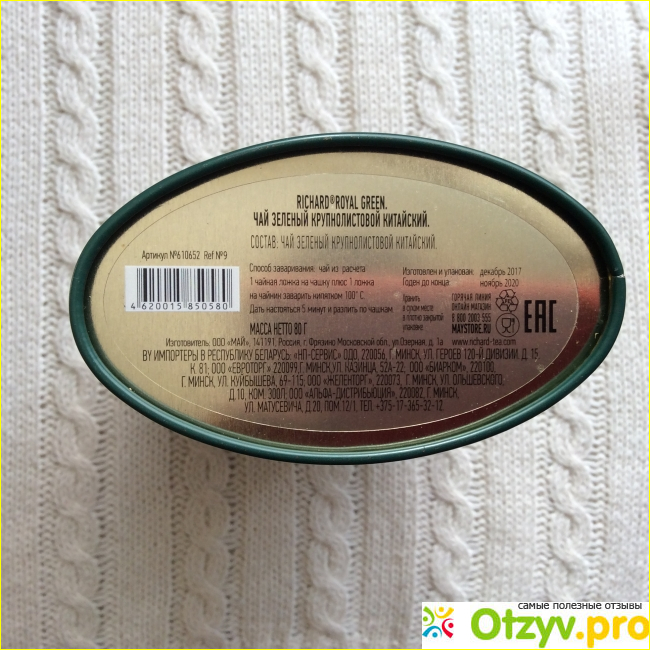 RICHARD® ROYAL GREEN.
ЧАЙ ЗЕЛЕНЫЙ КРУПНОЛИСТОВОЙ КИТАЙСКИЙ.
СОСТАВ: ЧАЙ ЗЕЛЕНЫЙ КРУПНОЛИСТОВОЙ КИТАЙСКИЙ.
Артикул №610652 Ref №9
4 620015 850580
Способ заваривания: чай из расчета
1 чайная ложка на чашку плюс 1 ложка
на чайник заварить кипятком 100° С.
Дать настояться 5 минут и разлить по чашкам
МАССА НЕТТО 80 Г
Изготовлен и упакован: декабрь 2017
Годен до конца: ноябрь 2020
Хранить
в сухом месте
в плотно закрытой
упаковке
ГОРЯЧАЯ ЛИНИЯ
ОНЛАЙН МАГАЗИН
8 800 2002 555
MAYSTORE.RU
EAC
Изготовитель, ООО «МАЙ», 141191, Россия, г. Фрязино Московской обл., ул.Озерная, 1а www.richard-tea.com
BY ИМПОРТЕРЫ В РЕСПУБЛИКУ БЕЛАРУСЬ: «НП-СЕРВИС» ОДО, 220056, Г. МИНСК, УЛ. ГЕРОЕВ 120-Й ДИВИЗИИ, Д. 15,
К. 81; ООО «ЕВРОТОРГ» 220099 Г. МИНСК,УЛ. КАЗИНЦА, 52А-22, ООО «БИАРКОМ», 220100,
Г. МИНСК, УЛ. КУЙБЫШЕВА, 69-115; ООО «ЖЕЛЕНТОРГ», 220073, Г. МИНСК, УЛ. ОЛЬШЕВСКОГО,
Д.10, КОМ. 300Г; ООО «АЛЬФА-ДИСТРИБЬЮЦИЯ», 220082, Г. МИНСК,
УЛ. МАТУСЕВИЧА, Д.20, ПОМ.12/1, ТЕЛ. +375-17-365-32-12
самые полезные отзывы
Otzyv.pro